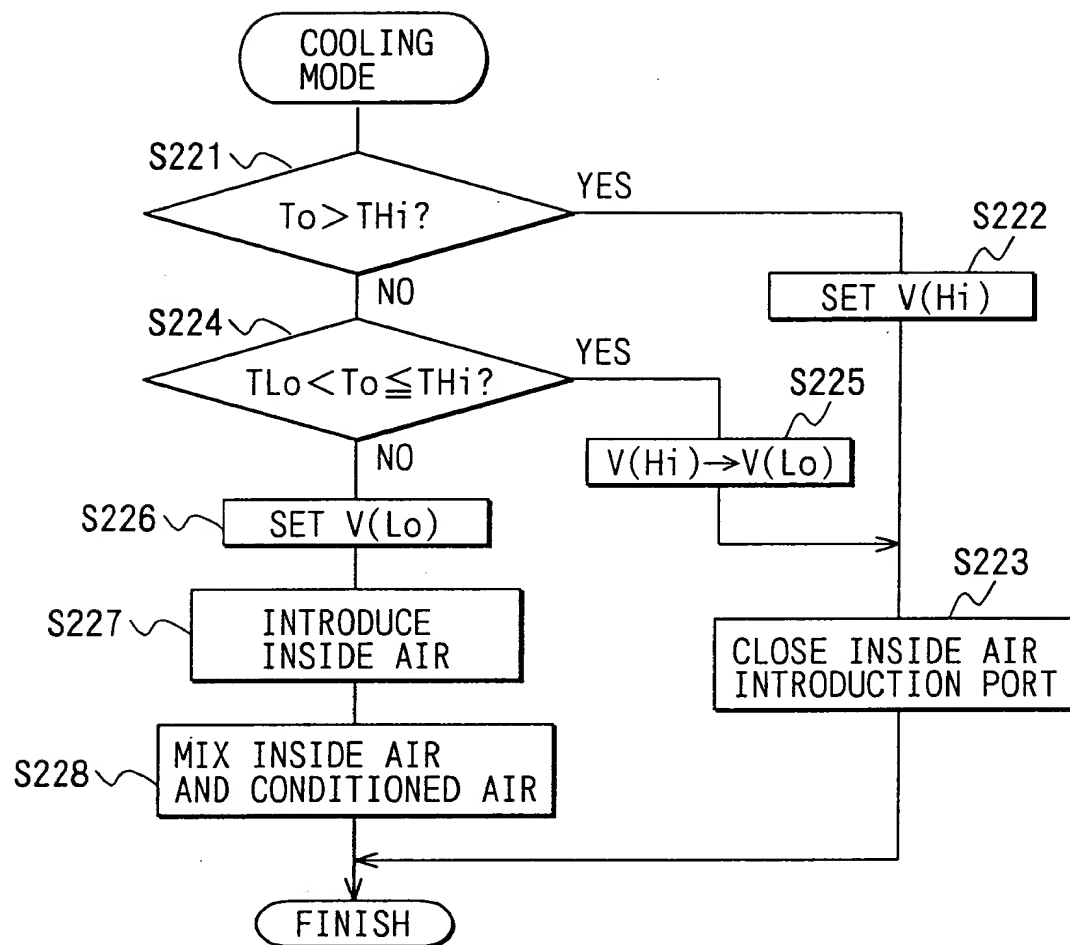 COOLING
MODE
S221
To>THi?
YES
S222
SET V(Hi)
NO
S224
TLo<To≦THi?
YES
S225
V(Hi)→V(Lo)
NO
S226
SET V(Lo)
S223
CLOSE INSIDE AIR
INTRODUCTION PORT
S227
INTRODUCE
INSIDE AIR
S228
MIX INSIDE AIR
AND CONDITIONED AIR
FINISH